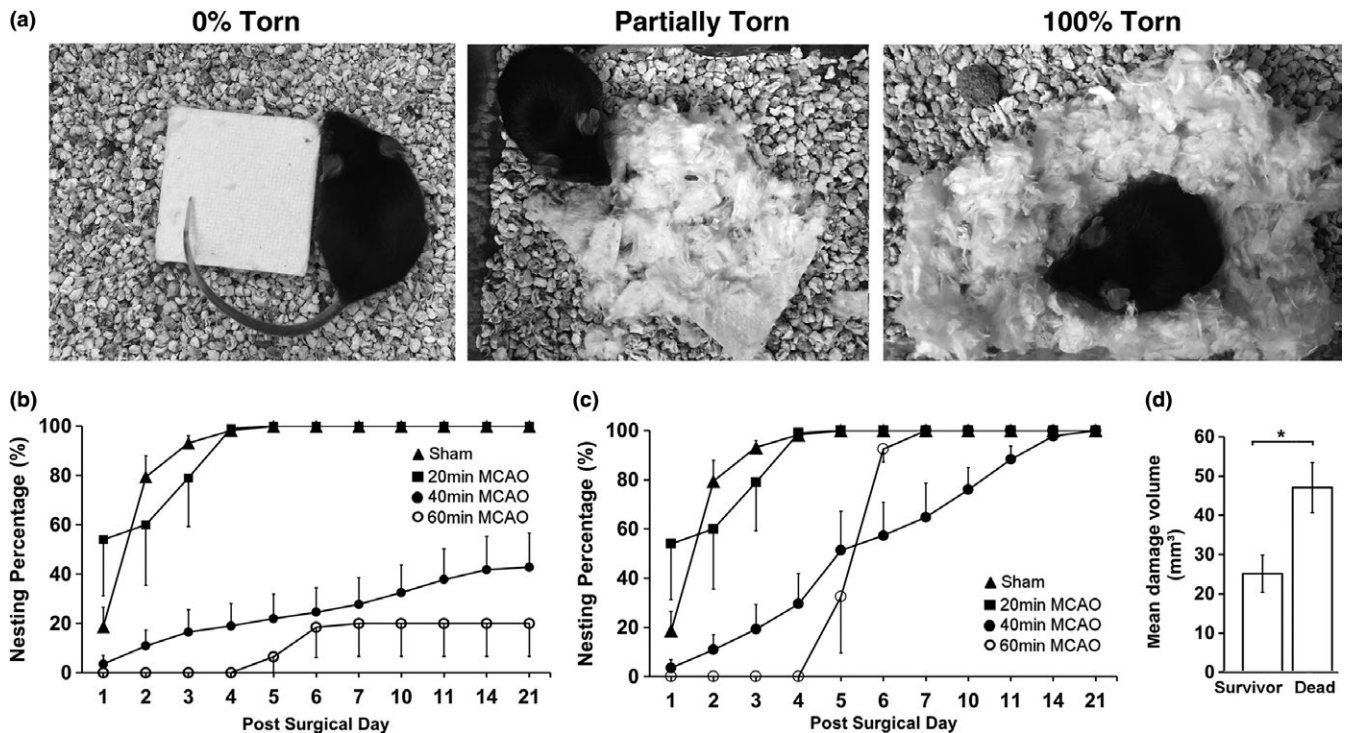 (a)
0% Torn
Partially Torn
100% Torn
(b)
Nesting Percentage (%)
100
80
60
40
20
0
Sham
20min MCAO
40min MCAO
60min MCAO
1 2 3 4 5 6 7 10 11 14 21
Post Surgical Day
(c)
Nesting Percentage (%)
100
80
60
40
20
0
Sham
20min MCAO
40min MCAO
60min MCAO
1 2 3 4 5 6 7 10 11 14 21
Post Surgical Day
(d)
Mean damage volume
(mm³)
60
50
40
30
20
10
0
*
Survivor Dead